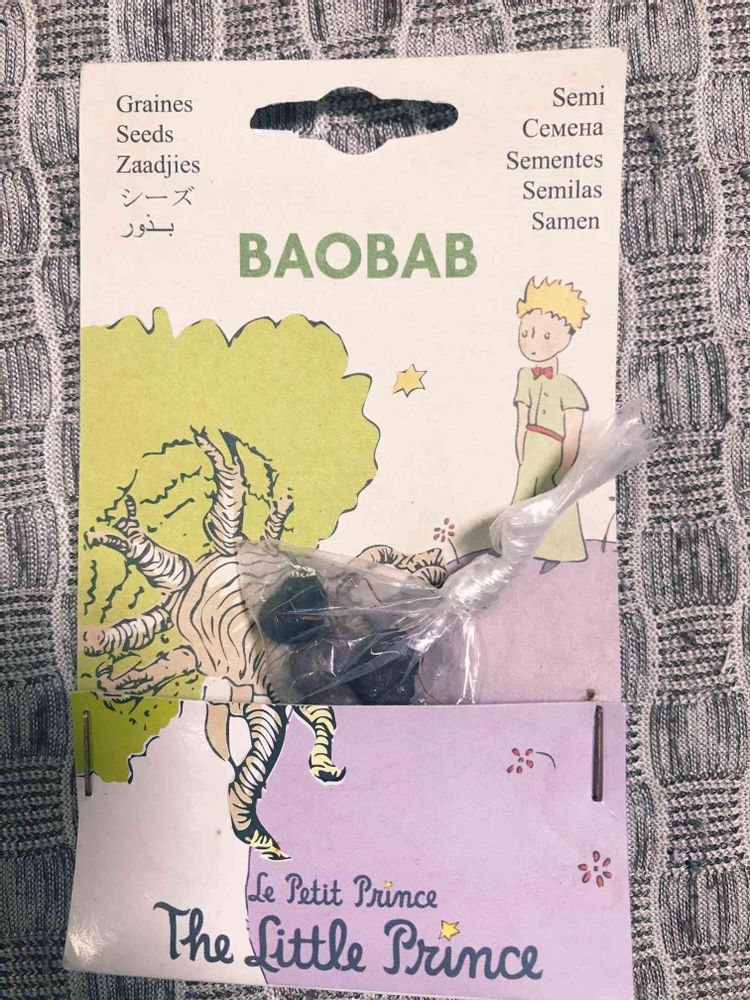 Graines
Seeds
Zaadjies
シーズ
بذور
Semi
Семена
Sementes
Semilas
Samen
BAOBAB
Le Petit Prince
The Little Prince